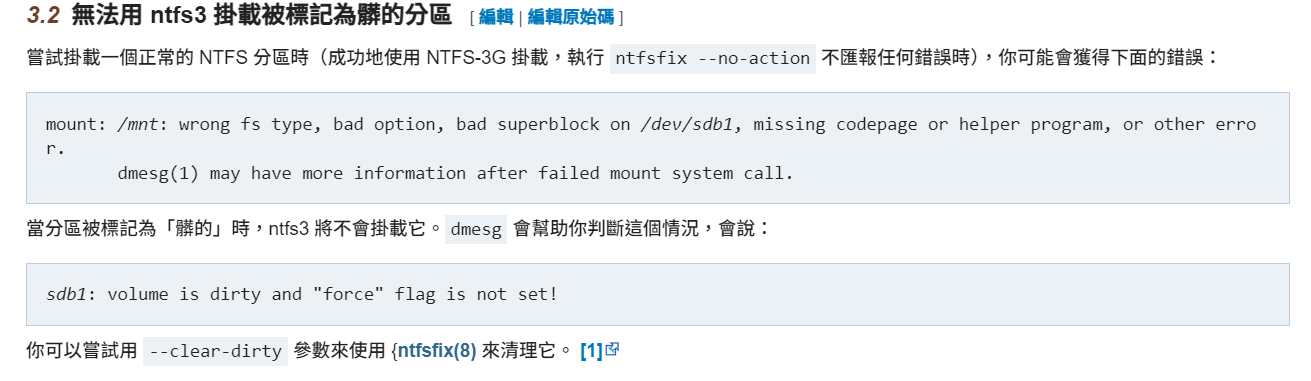 3.2 無法用 ntfs3 掛載被標記為髒的分區 [ 編輯 | 編輯原始碼 ]
嘗試掛載一個正常的 NTFS 分區時（成功地使用 NTFS-3G 掛載，執行 ntfsfix --no-action 不匯報任何錯誤時），你可能會獲得下面的錯誤：
mount: /mnt: wrong fs type, bad option, bad superblock on /dev/sdb1, missing codepage or helper program, or other erro
r.
dmesg(1) may have more information after failed mount system call.
當分區被標記為「髒的」時，ntfs3 將不會掛載它。 dmesg 會幫助你判斷這個情況，會說：
sdb1: volume is dirty and "force" flag is not set!
你可以嘗試用 --clear-dirty 參數來使用 {ntfsfix(8) 來清理它。 [1]